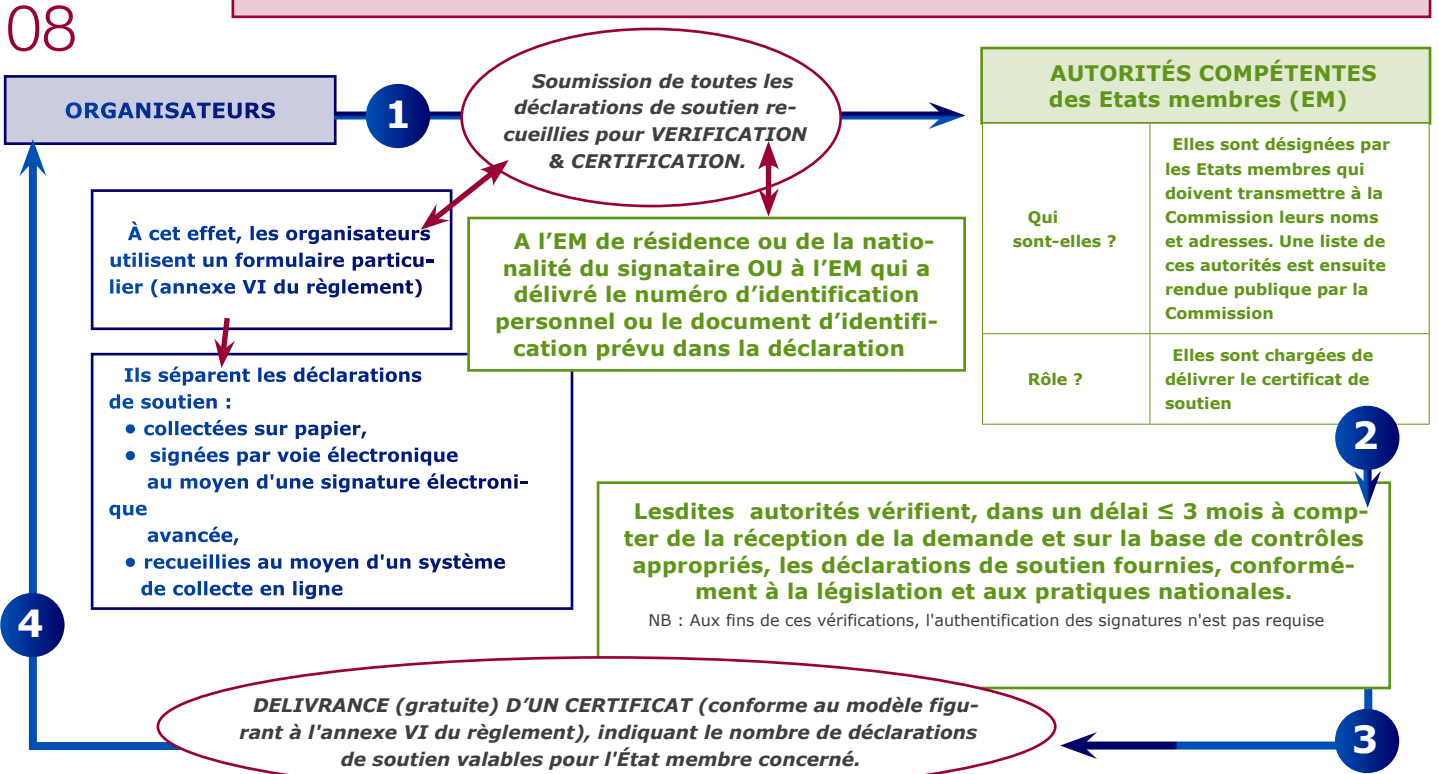 08
ORGANISATEURS
1
Soumission de toutes les
déclarations de soutien re-
cueillies pour VERIFICATION
& CERTIFICATION.
AUTORITÉS COMPÉTENTES
des Etats membres (EM)
Qui
sont-elles ?
Elles sont désignées par
les Etats membres qui
doivent transmettre à la
Commission leurs noms
et adresses. Une liste de
ces autorités est ensuite
rendue publique par la
Commission
Rôle ?
Elles sont chargées de
délivrer le certificat de
soutien
À cet effet, les organisateurs
utilisent un formulaire particu-
lier (annexe VI du règlement)
A l’EM de résidence ou de la natio-
nalité du signataire OU à l’EM qui a
délivré le numéro d’identification
personnel ou le document d’identifi-
cation prévu dans la déclaration
Ils séparent les déclarations
de soutien :
• collectées sur papier,
• signées par voie électronique
au moyen d'une signature électroni-
que
avancée,
• recueillies au moyen d'un système
de collecte en ligne
2
Lesdites autorités vérifient, dans un délai ≤ 3 mois à comp-
ter de la réception de la demande et sur la base de contrôles
appropriés, les déclarations de soutien fournies, conformé-
ment à la législation et aux pratiques nationales.
NB : Aux fins de ces vérifications, l'authentification des signatures n'est pas requise
3
DELIVRANCE (gratuite) D’UN CERTIFICAT (conforme au modèle figu-
rant à l'annexe VI du règlement), indiquant le nombre de déclarations
de soutien valables pour l'État membre concerné.
4